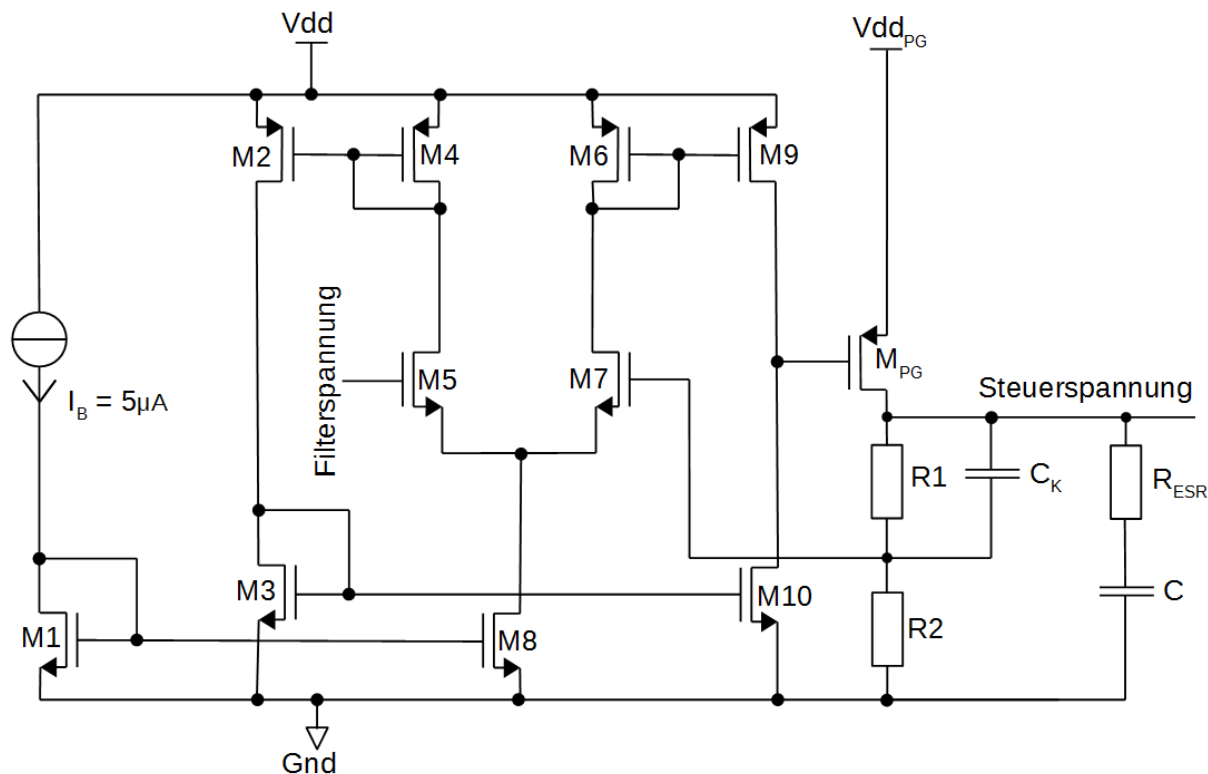 Vdd
Vdd_PG
M2
M4
M6
M9
Filterspannung
M5
M7
M_PG
I_B = 5µA
Steuerspannung
R1
C_K
R_ESR
M3
M10
C
M1
M8
R2
Gnd